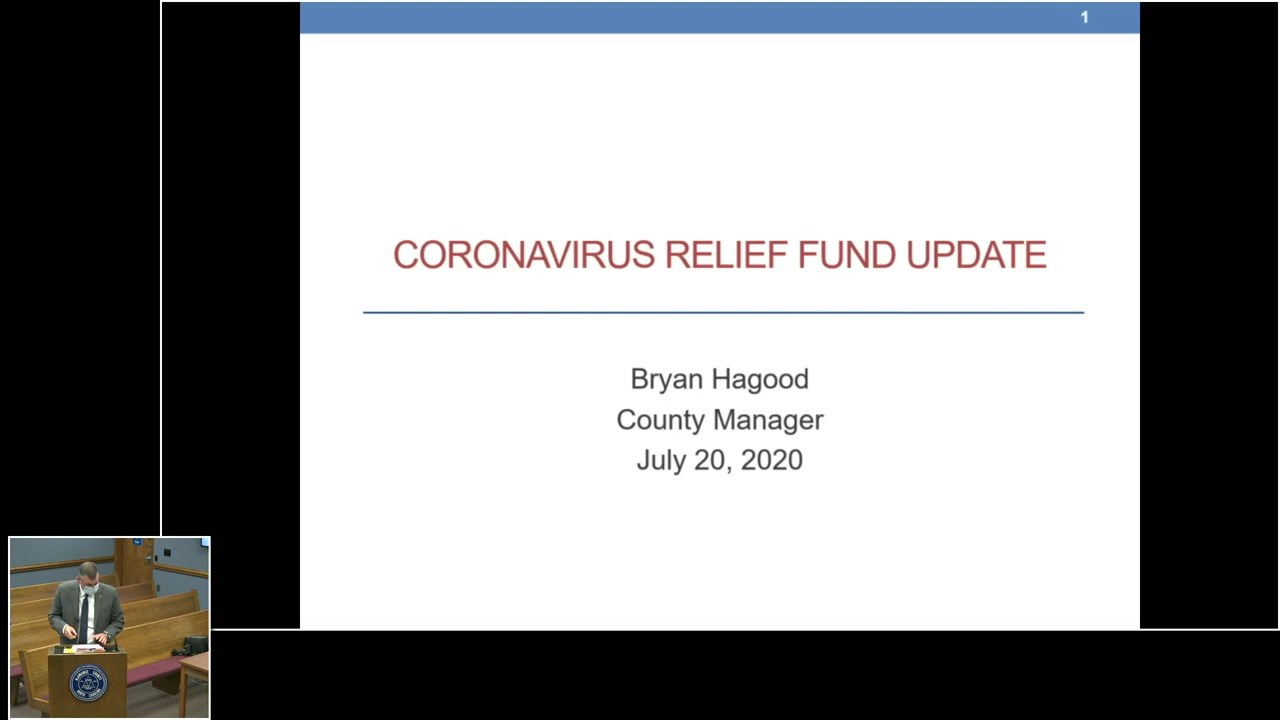 1
CORONAVIRUS RELIEF FUND UPDATE
Bryan Hagood
County Manager
July 20, 2020